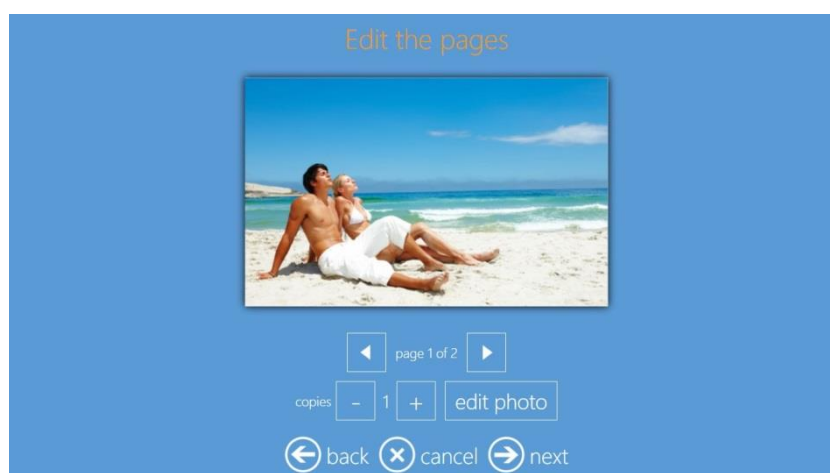 Edit the pages
page 1 of 2
copies - 1 + edit photo
back cancel next